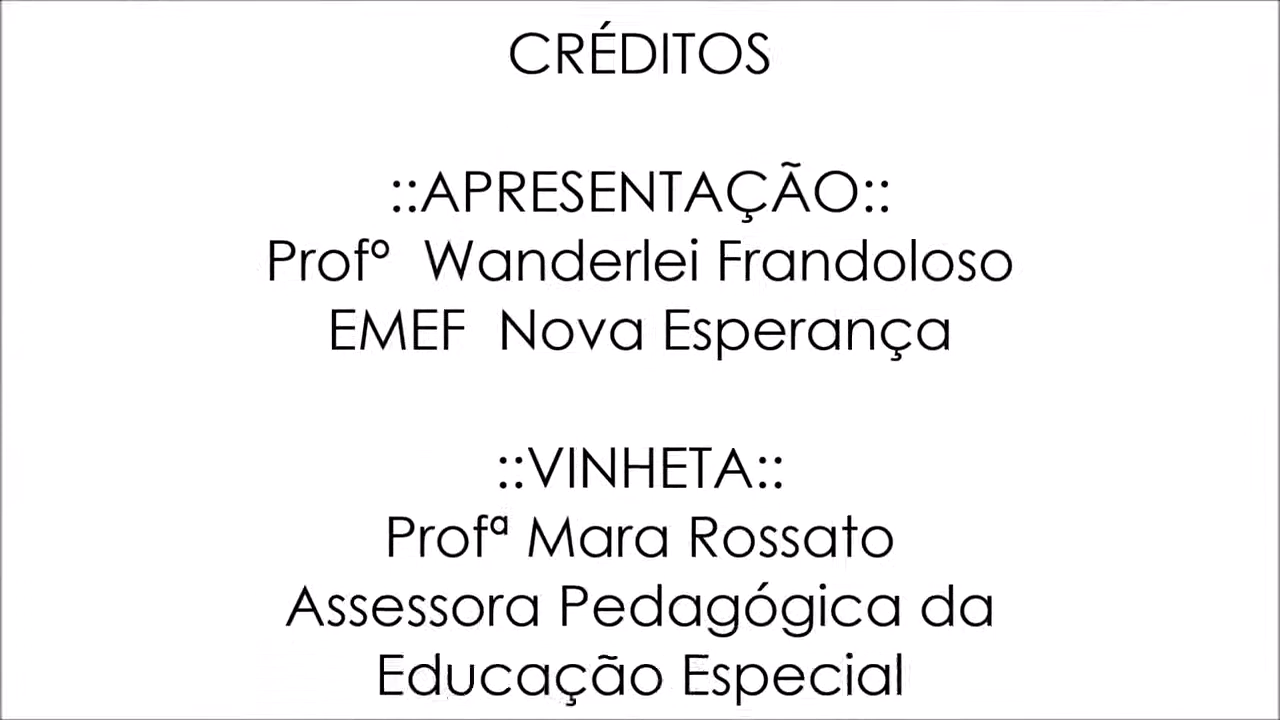 CRÉDITOS
::APRESENTAÇÃO::
Profº  Wanderlei Frandoloso
EMEF  Nova Esperança
::VINHETA::
Profª Mara Rossato
Assessora Pedagógica da
Educação Especial